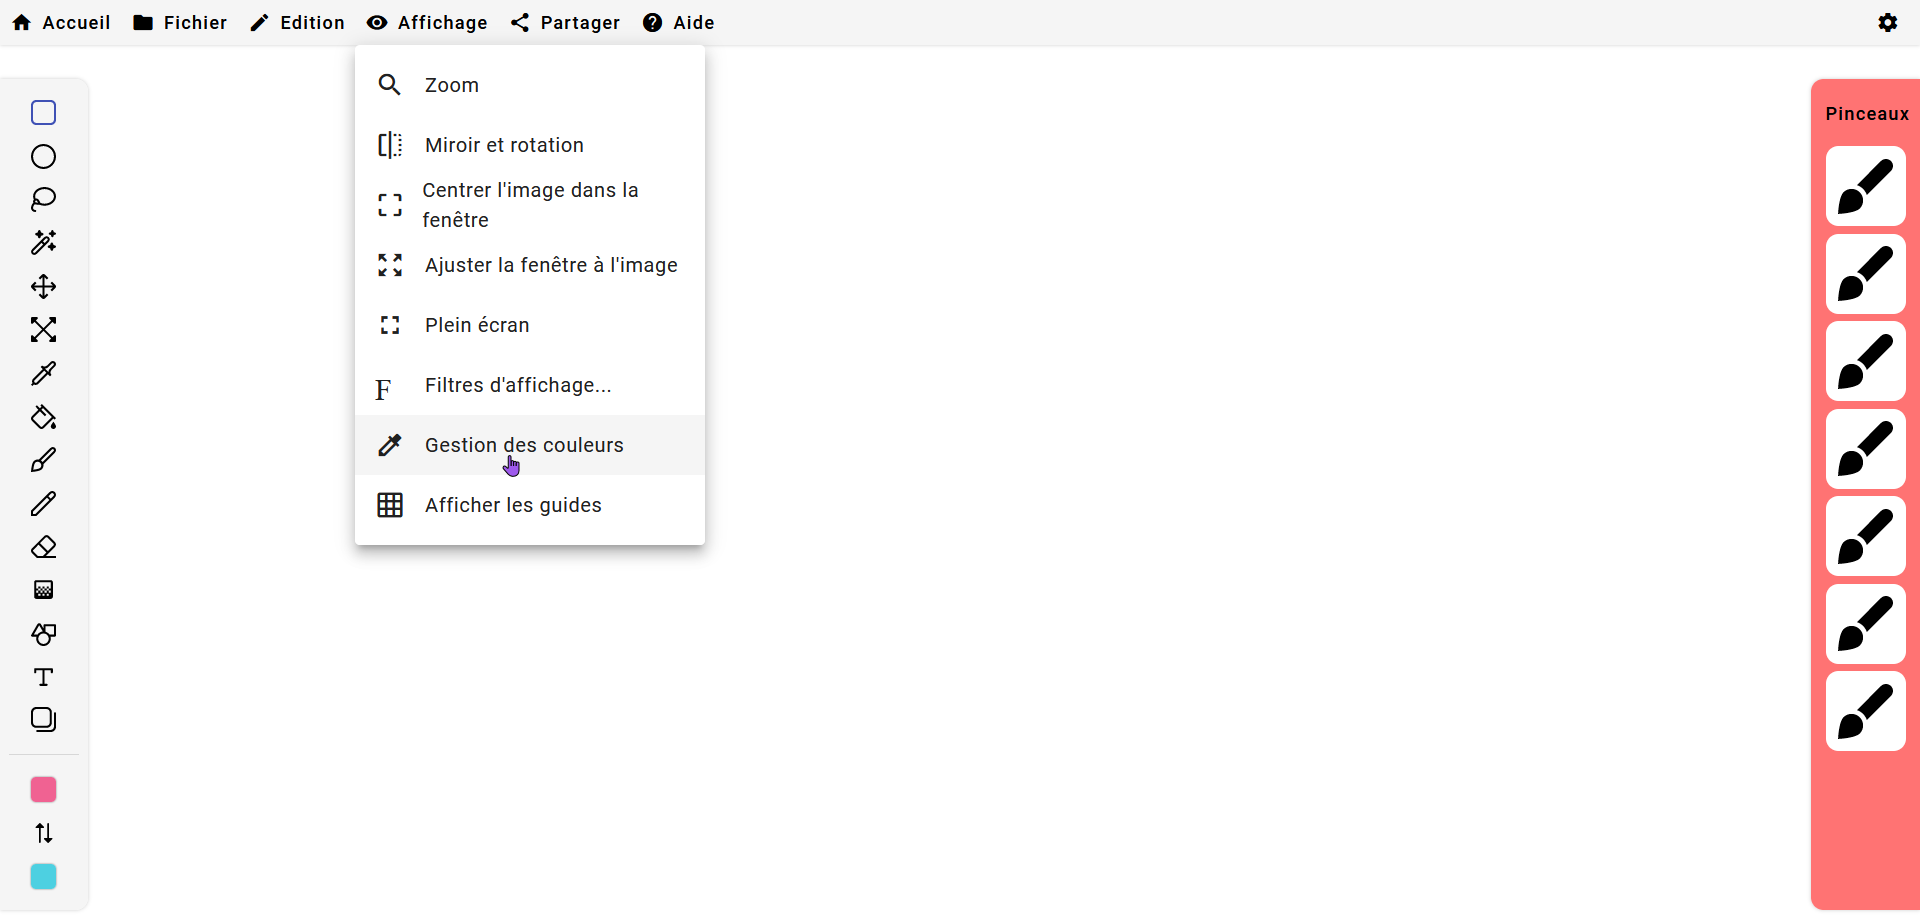 Accueil Fichier Edition Affichage Partager Aide
Zoom
Miroir et rotation
Centrer l'image dans la
fenêtre
Ajuster la fenêtre à l'image
Plein écran
F Filtres d'affichage...
Gestion des couleurs
Afficher les guides
Pinceaux